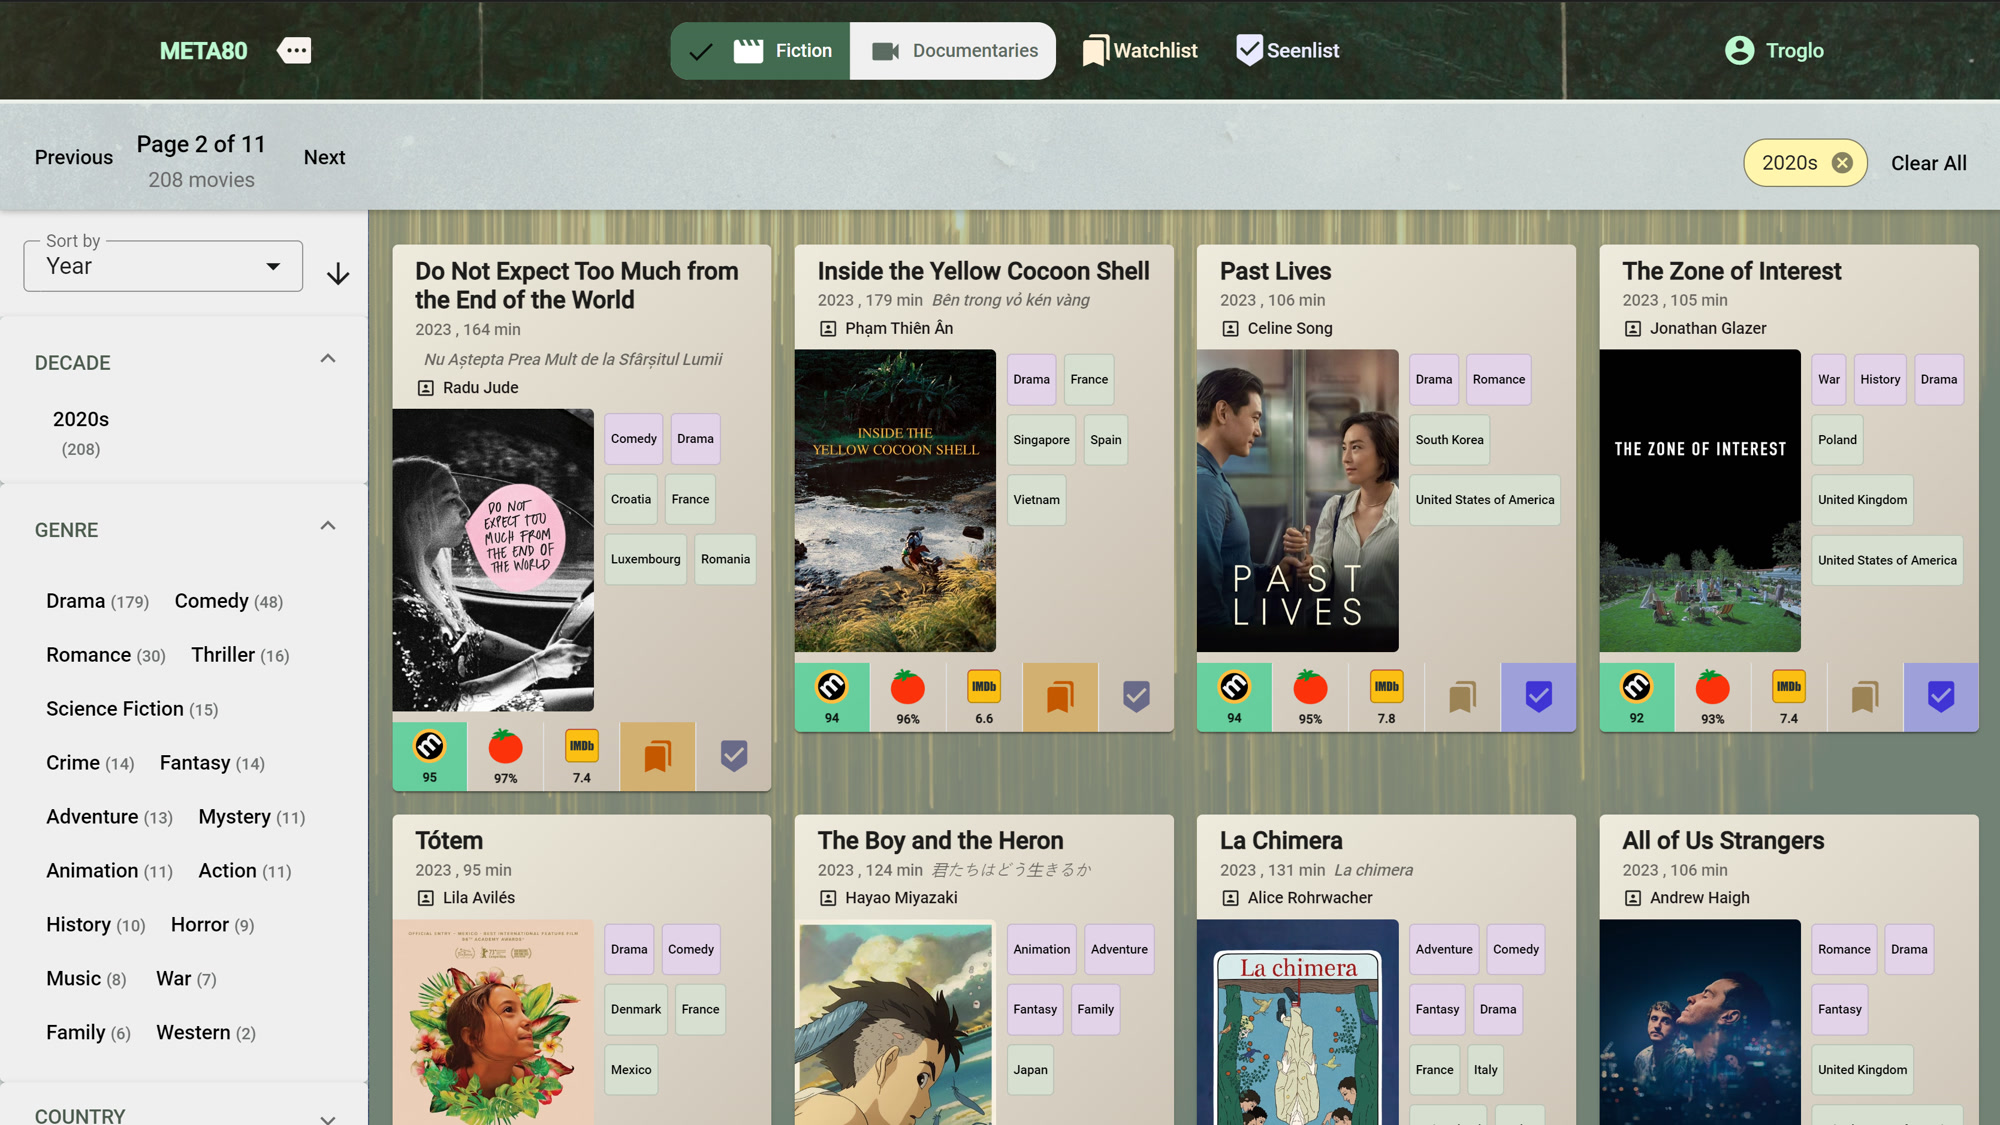 META80
Fiction
Documentaries
Watchlist
Seenlist
Troglo
Previous
Page 2 of 11
208 movies
Next
2020s
Clear All
Sort by
Year
DECADE
2020s
(208)
GENRE
Drama (179) Comedy (48)
Romance (30) Thriller (16)
Science Fiction (15)
Crime (14) Fantasy (14)
Adventure (13) Mystery (11)
Animation (11) Action (11)
History (10) Horror (9)
Music (8) War (7)
Family (6) Western (2)
COUNTRY
Do Not Expect Too Much from
the End of the World
2023 , 164 min
Nu Aștepta Prea Mult de la Sfârșitul Lumii
Radu Jude
DO NOT
EXPECT TOO
MUCH FROM
THE END OF
THE WORLD
Comedy Drama
Croatia France
Luxembourg Romania
95 97% IMDb 7.4
Inside the Yellow Cocoon Shell
2023 , 179 min Bên trong vỏ kén vàng
Phạm Thiên Ân
INSIDE THE
YELLOW COCOON SHELL
Drama France
Singapore Spain
Vietnam
94 96% IMDb 6.6
Past Lives
2023 , 106 min
Celine Song
PAST
LIVES
Drama Romance
South Korea
United States of America
94 95% IMDb 7.8
The Zone of Interest
2023 , 105 min
Jonathan Glazer
THE ZONE OF INTEREST
War History Drama
Poland
United Kingdom
United States of America
92 93% IMDb 7.4
Tótem
2023 , 95 min
Lila Avilés
OFFICIAL ENTRY · MEXICO · BEST INTERNATIONAL FEATURE FILM
Drama Comedy
Denmark France
Mexico
The Boy and the Heron
2023 , 124 min 君たちはどう生きるか
Hayao Miyazaki
Animation Adventure
Fantasy Family
Japan
La Chimera
2023 , 131 min La chimera
Alice Rohrwacher
La chimera
Adventure Comedy
Fantasy Drama
France Italy
All of Us Strangers
2023 , 106 min
Andrew Haigh
Romance Drama
Fantasy
United Kingdom